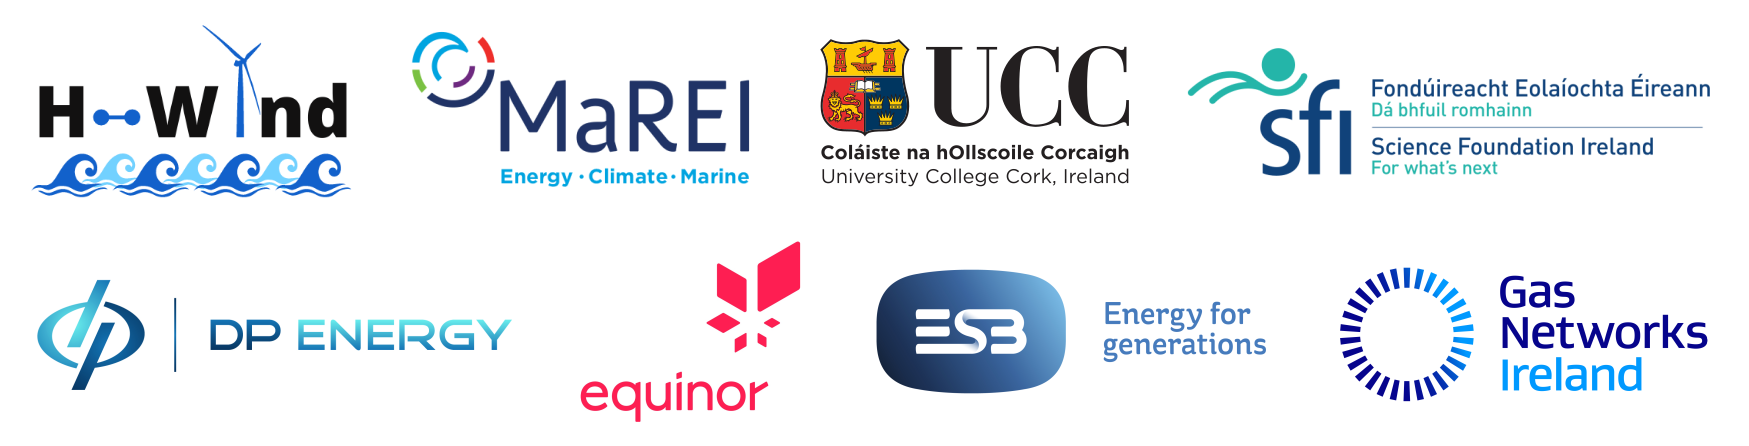 H-Wind
MaREI
Energy · Climate · Marine
UCC
Coláiste na hOllscoile Corcaigh
University College Cork, Ireland
sfi
Fondúireacht Eolaíochta Éireann
Dá bhfuil romhainn
Science Foundation Ireland
For what's next
DP ENERGY
equinor
ESB
Energy for
generations
Gas
Networks
Ireland